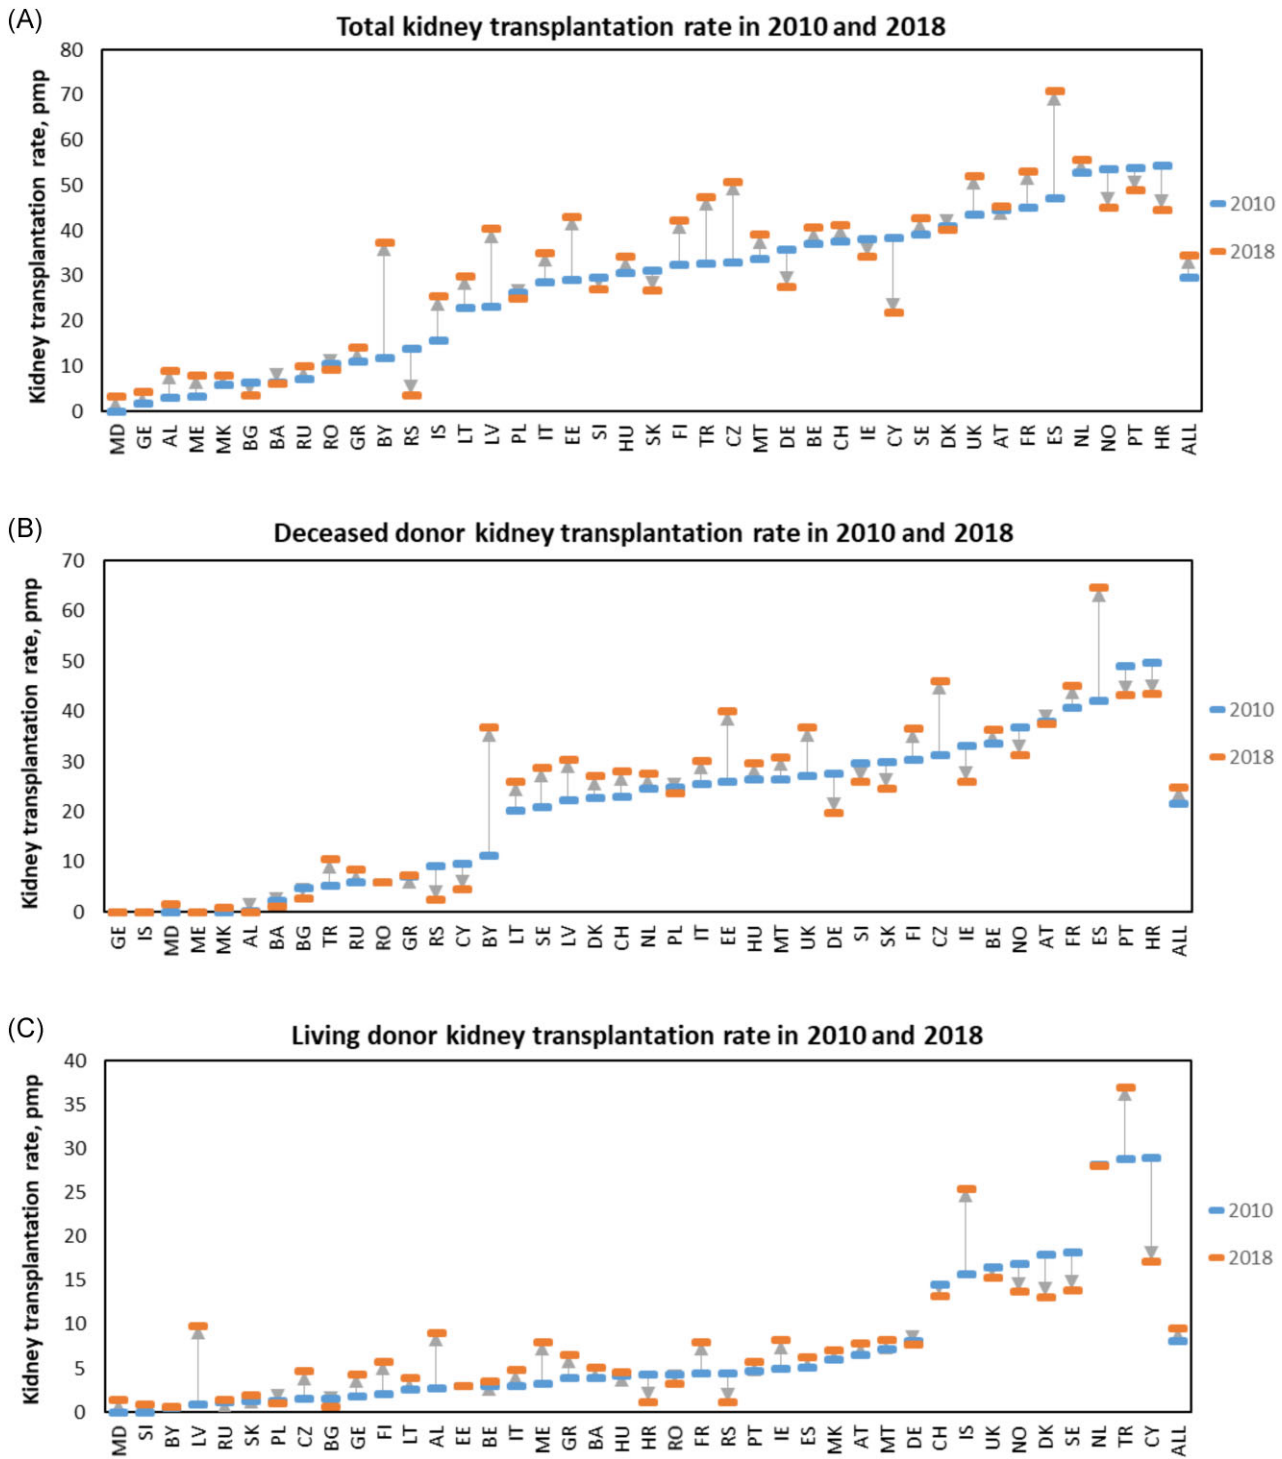 (A)
Total kidney transplantation rate in 2010 and 2018
Kidney transplantation rate, pmp
80
70
60
50
40
30
20
10
0
MD GE AL ME MK BG BA RU RO GR BY RS IS LT LV PL IT EE SI HU SK FI TR CZ MT DE BE CH IE CY SE DK UK AT FR ES NL NO PT HR ALL
2010
2018
(B)
Deceased donor kidney transplantation rate in 2010 and 2018
Kidney transplantation rate, pmp
70
60
50
40
30
20
10
0
GE IS MD ME MK AL BA BG TR RU RO GR RS CY BY LT SE LV DK CH NL PL IT EE HU MT UK DE SI SK FI CZ IE BE NO AT FR ES PT HR ALL
2010
2018
(C)
Living donor kidney transplantation rate in 2010 and 2018
Kidney transplantation rate, pmp
40
35
30
25
20
15
10
5
0
MD SI BY LV RU SK PL CZ BG GE FI LT AL EE BE IT ME GR BA HU HR RO FR RS PT IE ES MK AT MT DE CH IS UK NO DK SE NL TR CY ALL
2010
2018